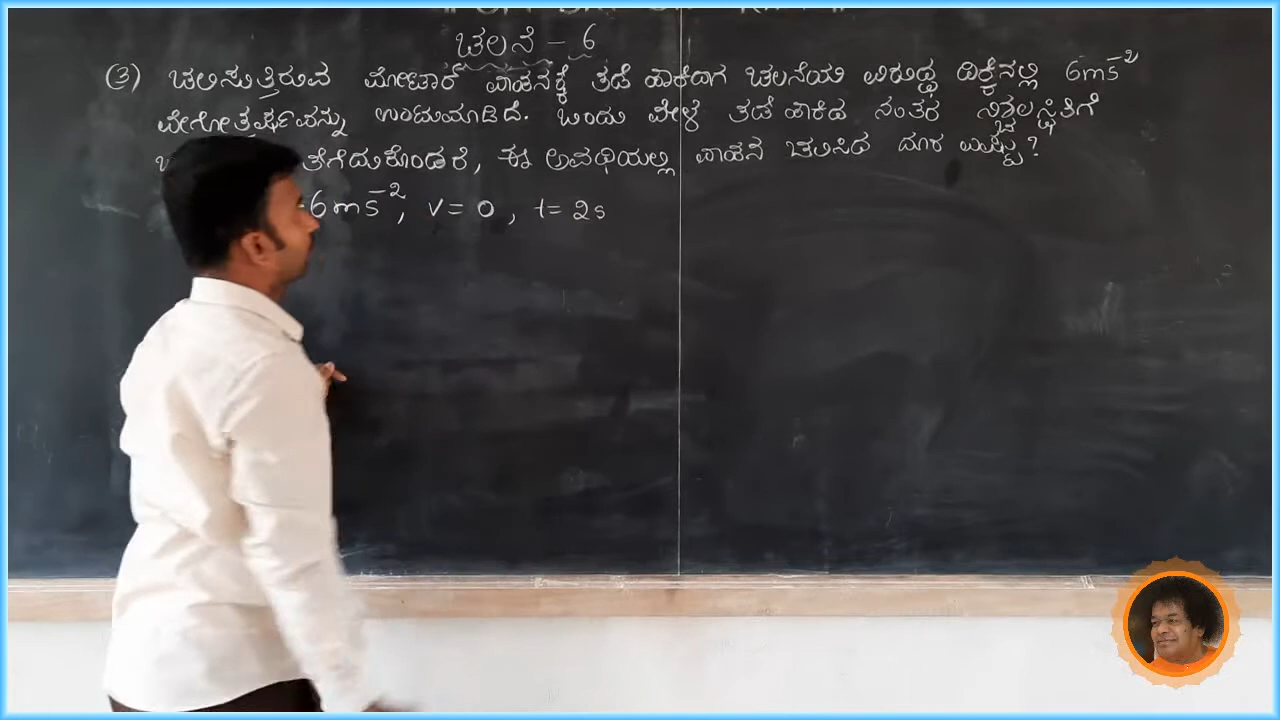 ಚಲನೆ - 6
(3) ಚಲಿಸುತ್ತಿರುವ ಮೋಟಾರ್ ವಾಹನಕ್ಕೆ ತಡೆ ಹಾಕಿದಾಗ ಚಲನೆಯ ವಿರುದ್ಧ ದಿಕ್ಕಿನಲ್ಲಿ 6ms⁻²
ವೇಗೋತ್ಕರ್ಷವನ್ನು ಉಂಟುಮಾಡಿದೆ. ಒಂದು ವೇಳೆ ತಡೆ ಹಾಕಿದ ನಂತರ ನಿಶ್ಚಲಸ್ಥಿತಿಗೆ
ತೆಗೆದುಕೊಂಡರೆ, ಈ ಅವಧಿಯಲ್ಲಿ ವಾಹನ ಚಲಿಸಿದ ದೂರ ಎಷ್ಟು?
-6ms⁻², v = 0, t = 2s